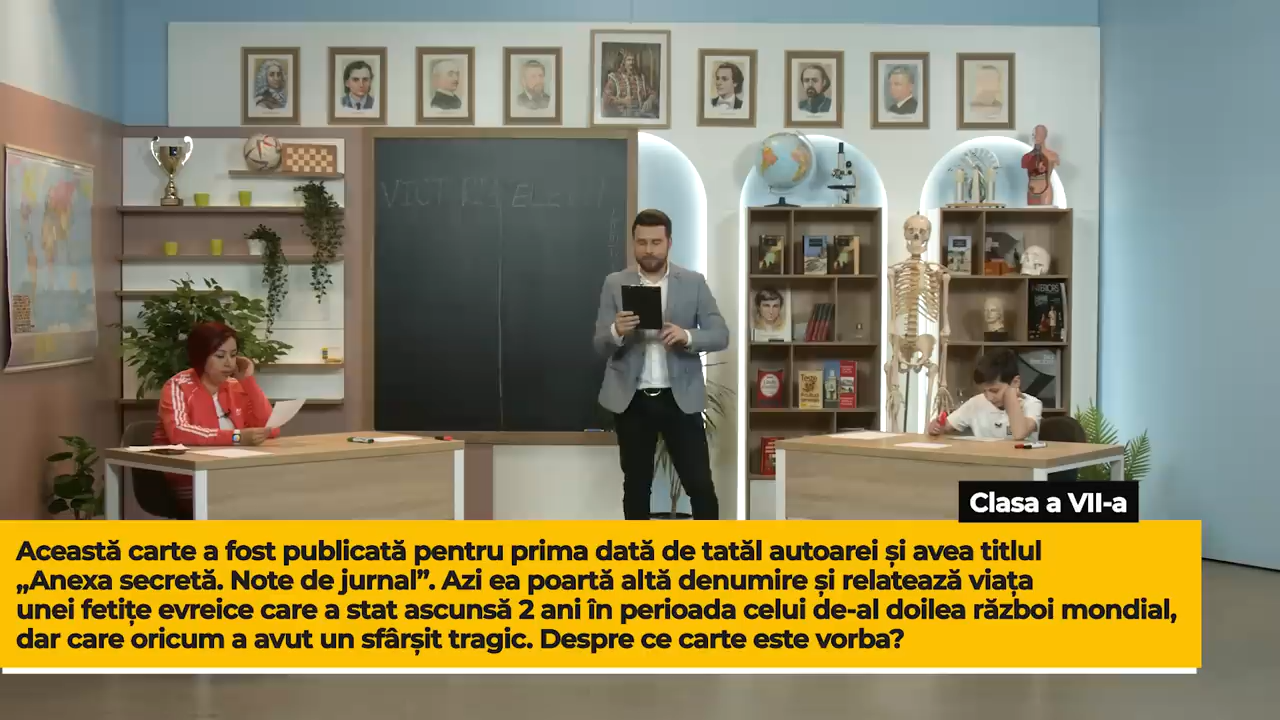 VICT
INTERIORS
Clasa a VII-a
Această carte a fost publicată pentru prima dată de tatăl autoarei și avea titlul
„Anexa secretă. Note de jurnal”. Azi ea poartă altă denumire și relatează viața
unei fetițe evreice care a stat ascunsă 2 ani în perioada celui de-al doilea război mondial,
dar care oricum a avut un sfârșit tragic. Despre ce carte este vorba?